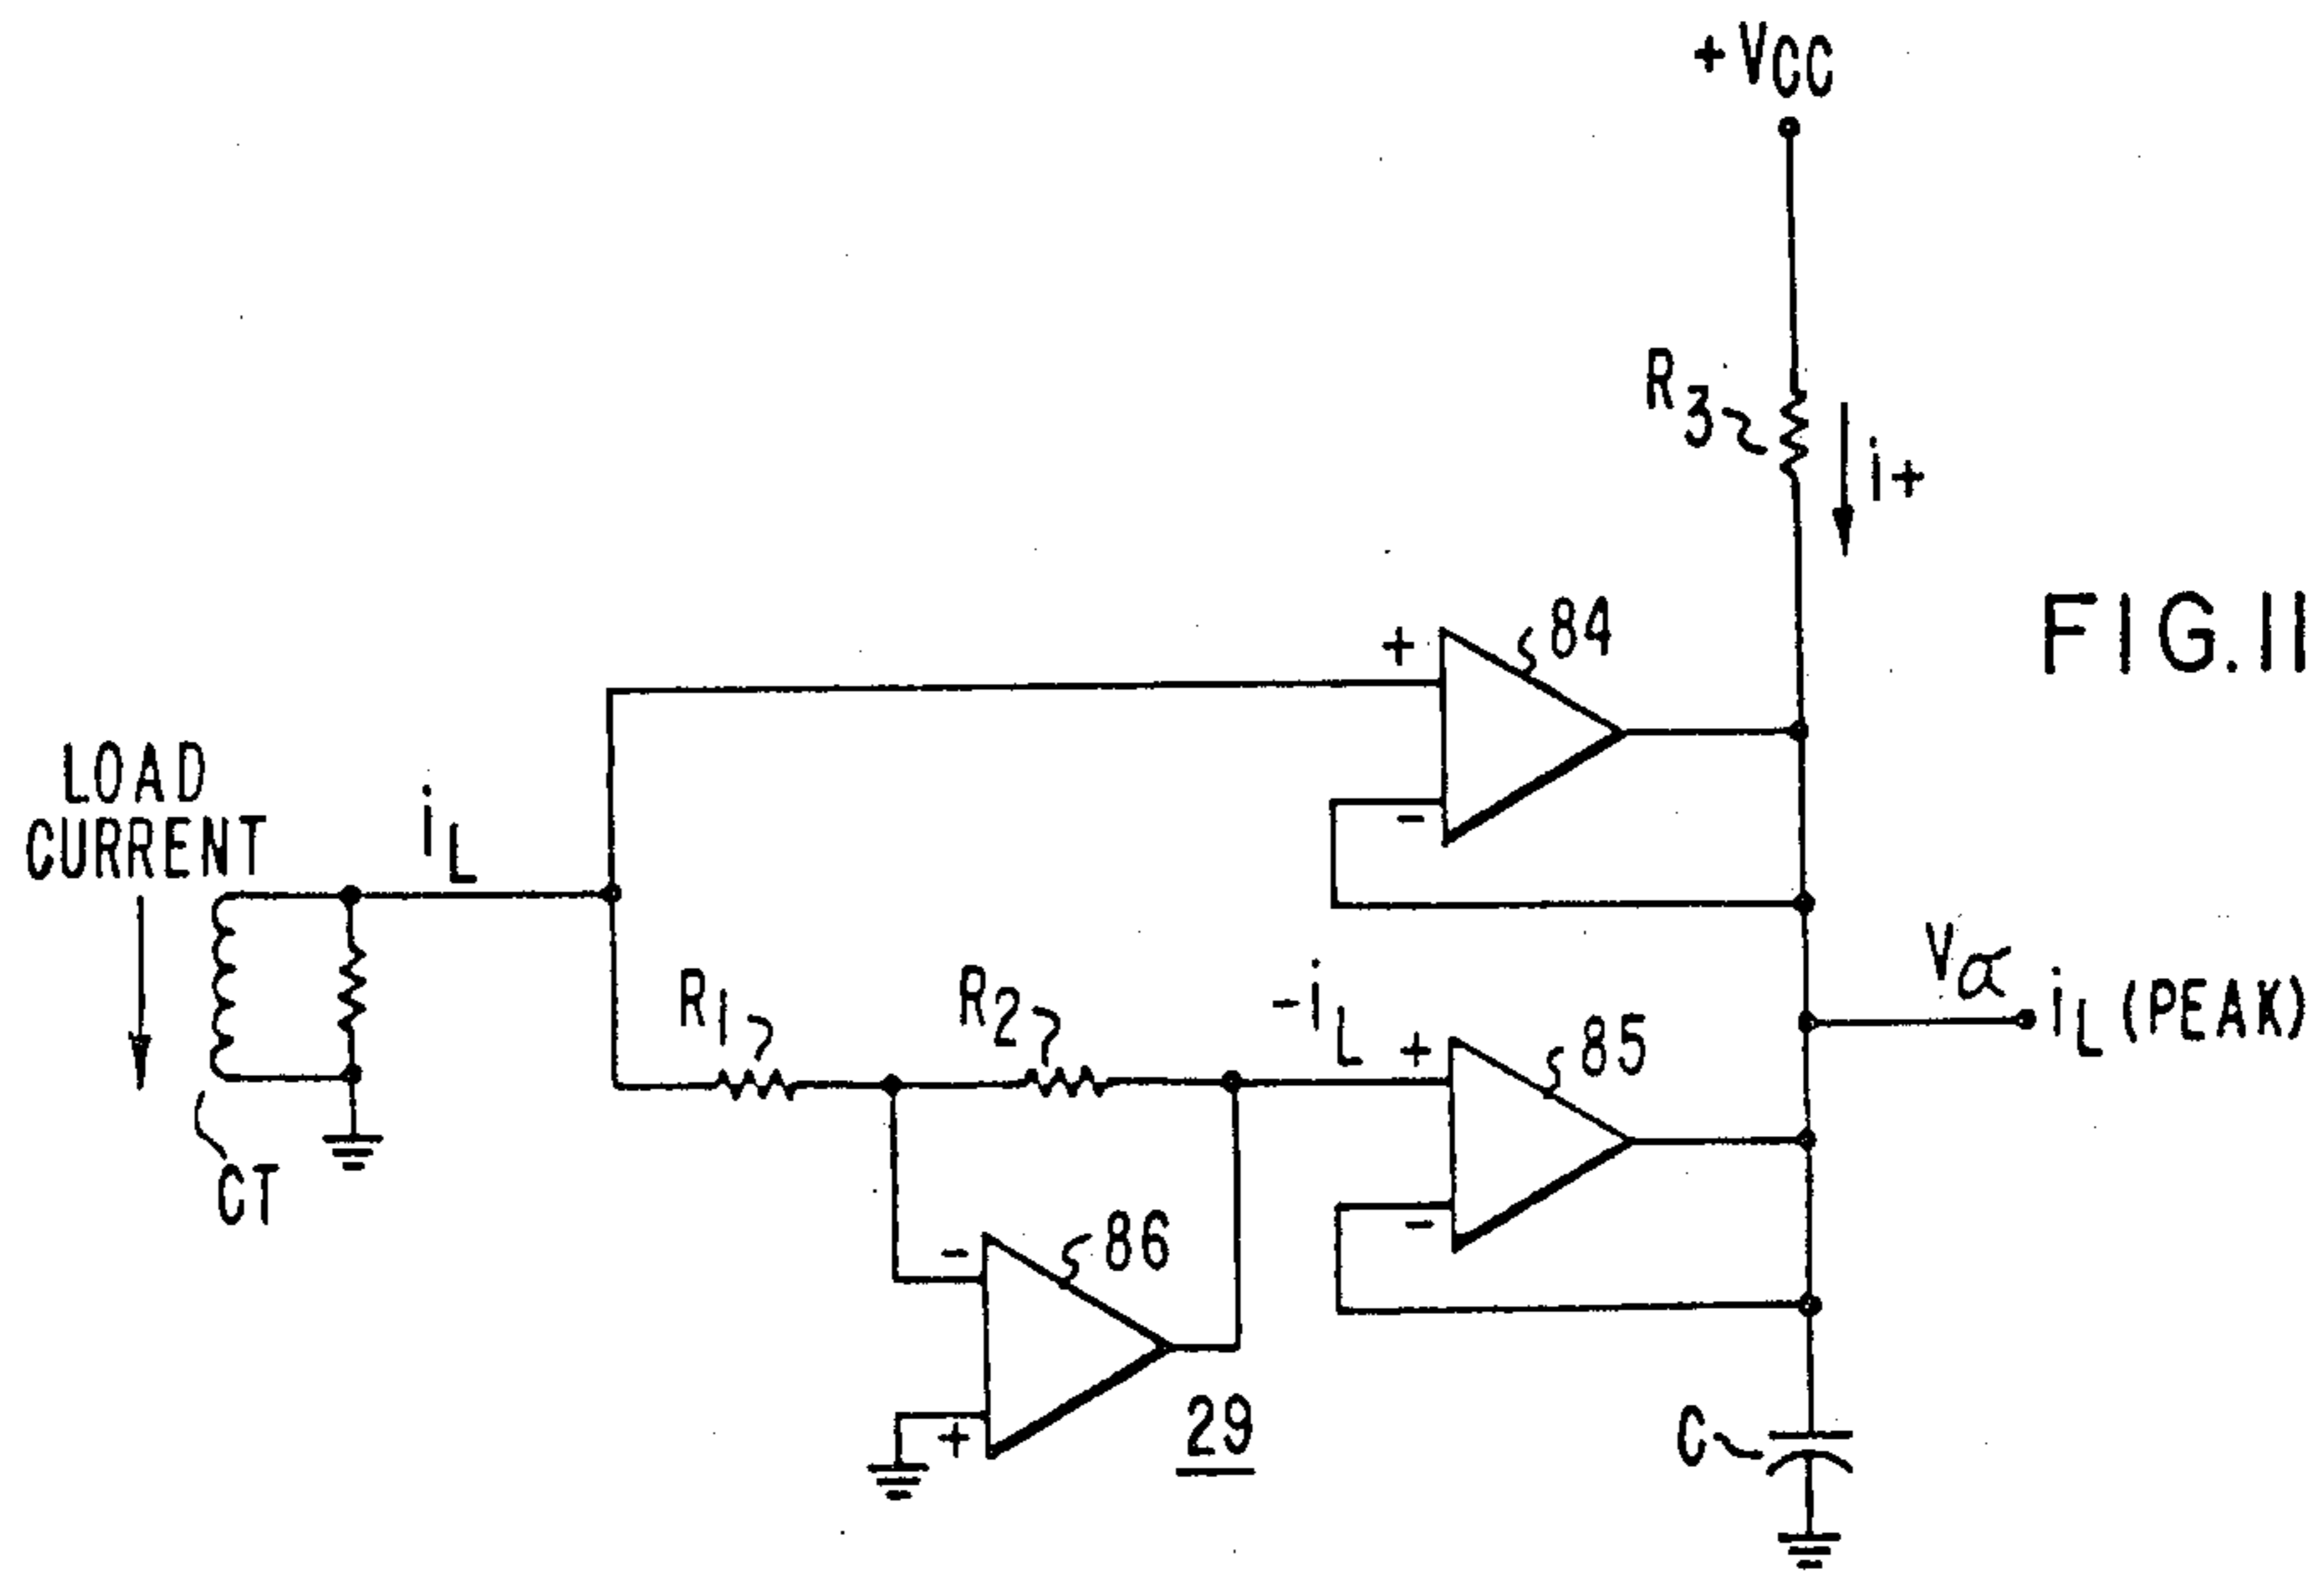 +VCC
R3
i+
84
FIG.11
LOAD
CURRENT
iL
+
-
Vα
iL (PEAK)
R1
R2
-iL
+
85
CT
-
86
-
+
29
C